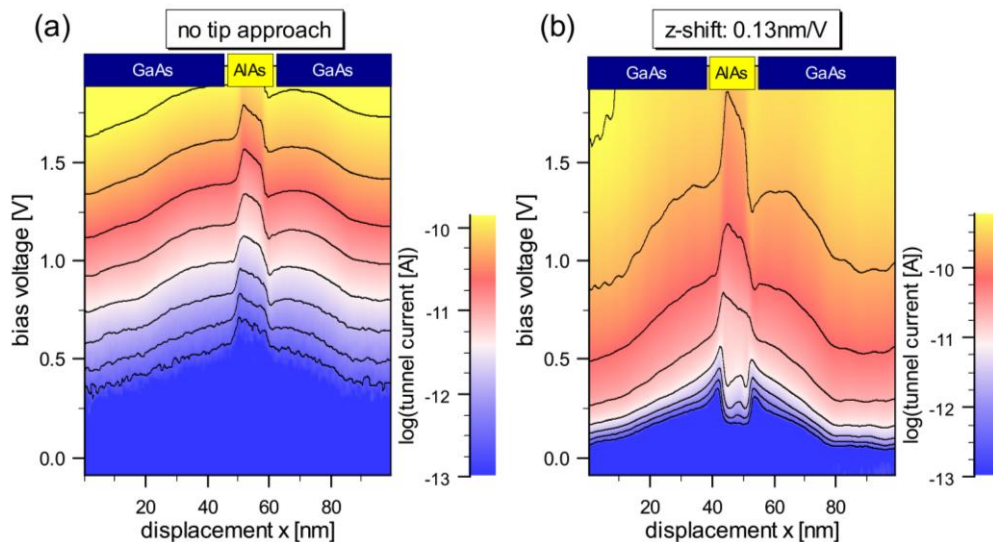 (a)
no tip approach
GaAs
AlAs
GaAs
bias voltage [V]
1.5
1.0
0.5
0.0
20
40
60
80
displacement x [nm]
log(tunnel current [A])
-10
-11
-12
-13
(b)
z-shift: 0.13nm/V
GaAs
AlAs
GaAs
bias voltage [V]
1.5
1.0
0.5
0.0
20
40
60
80
displacement x [nm]
log(tunnel current [A])
-10
-11
-12
-13